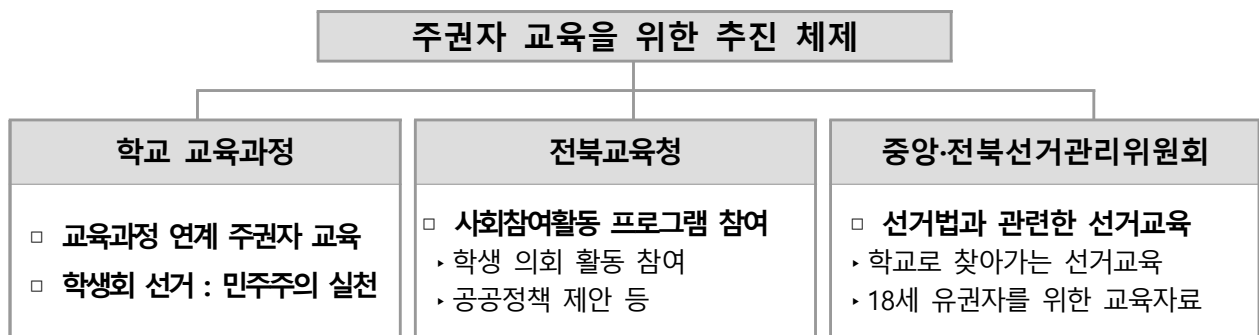 주권자 교육을 위한 추진 체제
학교 교육과정
□ 교육과정 연계 주권자 교육
□ 학생회 선거 : 민주주의 실천
전북교육청
□ 사회참여활동 프로그램 참여
‣ 학생 의회 활동 참여
‣ 공공정책 제안 등
중앙·전북선거관리위원회
□ 선거법과 관련한 선거교육
‣ 학교로 찾아가는 선거교육
‣ 18세 유권자를 위한 교육자료